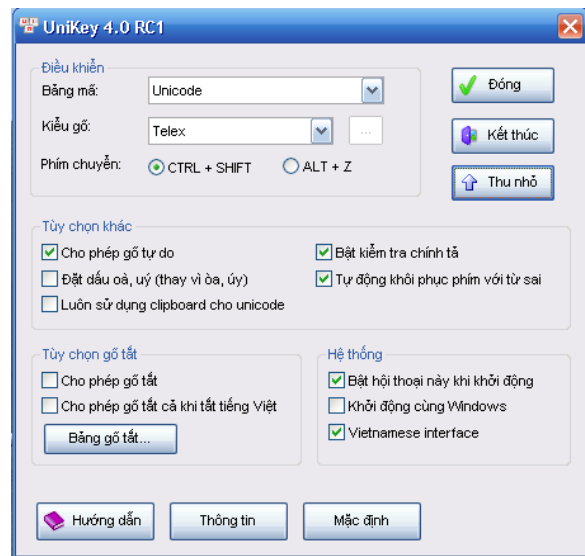 UniKey 4.0 RC1
Điều khiển
Bảng mã:
Unicode
Đóng
Kiểu gõ:
Telex
...
Kết thúc
Phím chuyển:
CTRL + SHIFT
ALT + Z
Thu nhỏ
Tùy chọn khác
Cho phép gõ tự do
Bật kiểm tra chính tả
Đặt dấu oà, uý (thay vì òa, úy)
Tự động khôi phục phím với từ sai
Luôn sử dụng clipboard cho unicode
Tùy chọn gõ tắt
Cho phép gõ tắt
Cho phép gõ tắt cả khi tắt tiếng Việt
Bảng gõ tắt...
Hệ thống
Bật hội thoại này khi khởi động
Khởi động cùng Windows
Vietnamese interface
Hướng dẫn
Thông tin
Mặc định